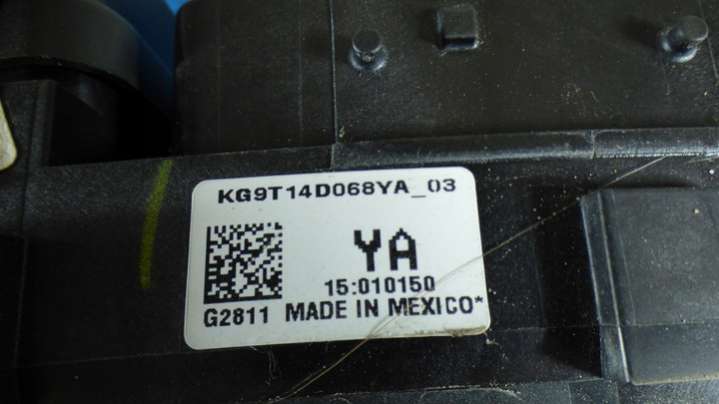 KG9T14D068YA_03
YA
15:010150
G2811 MADE IN MEXICO*